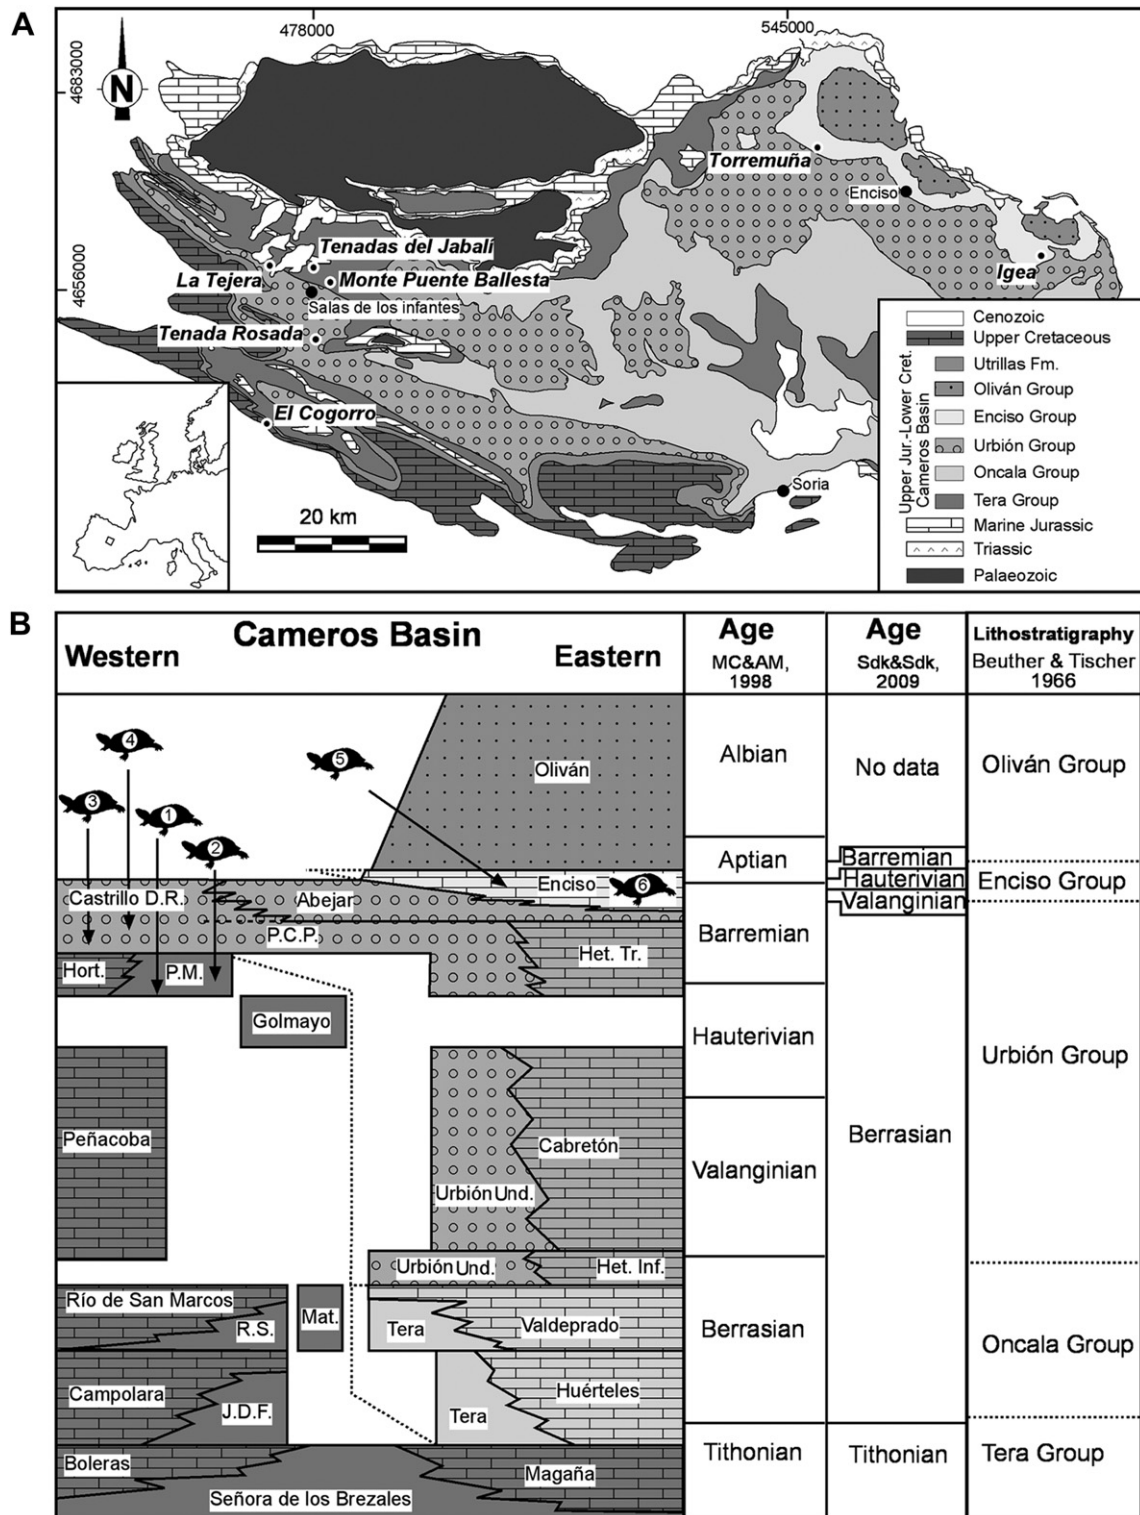 A
478000
545000
4683000
N
Torremuña
Enciso
Tenadas del Jabalí
La Tejera
Monte Puente Ballesta
Igea
4656000
Salas de los infantes
Tenada Rosada
El Cogorro
Soria
20 km
Upper Jur.-Lower Cret.
Cameros Basin
Cenozoic
Upper Cretaceous
Utrillas Fm.
Oliván Group
Enciso Group
Urbión Group
Oncala Group
Tera Group
Marine Jurassic
Triassic
Palaeozoic
B
Cameros Basin
Western
Eastern
Age
MC&AM,
1998
Age
Sdk&Sdk,
2009
Lithostratigraphy
Beuther & Tischer
1966
4
5
3
1
2
6
Oliván
Enciso
Castrillo D.R.
Abejar
P.C.P.
Hort.
P.M.
Het. Tr.
Golmayo
Peñacoba
Cabretón
Urbión Und.
Urbión Und.
Het. Inf.
Río de San Marcos
R.S.
Mat.
Tera
Valdeprado
Campolara
J.D.F.
Tera
Huérteles
Boleras
Magaña
Señora de los Brezales
Albian
Aptian
Barremian
Hauterivian
Valanginian
Berrasian
Tithonian
No data
Barremian
Hauterivian
Valanginian
Berrasian
Tithonian
Oliván Group
Enciso Group
Urbión Group
Oncala Group
Tera Group